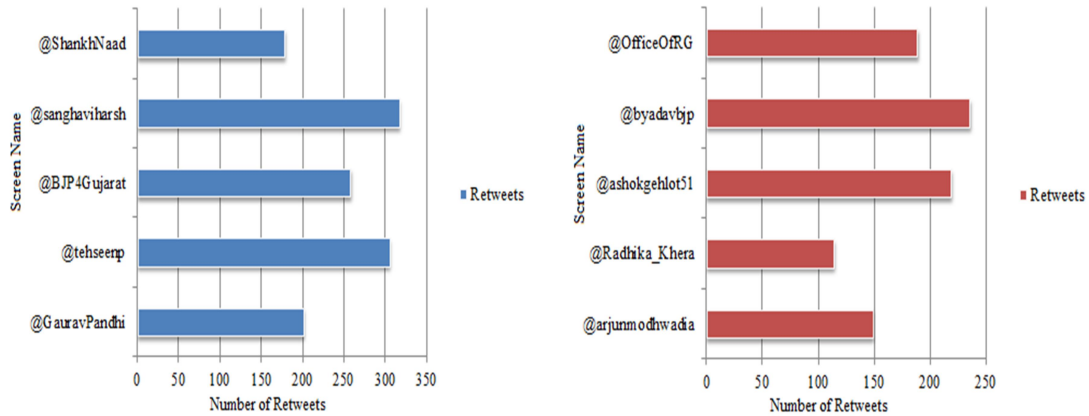 @ShankhNaad
@sanghaviharsh
@BJP4Gujarat
@tehseenp
@GauravPandhi
Screen Name
0 50 100 150 200 250 300 350
Number of Retweets
Retweets
@OfficeOfRG
@byadavbjp
@ashokgehlot51
@Radhika_Khera
@arjunmodhwadia
Screen Name
0 50 100 150 200 250
Number of Retweets
Retweets